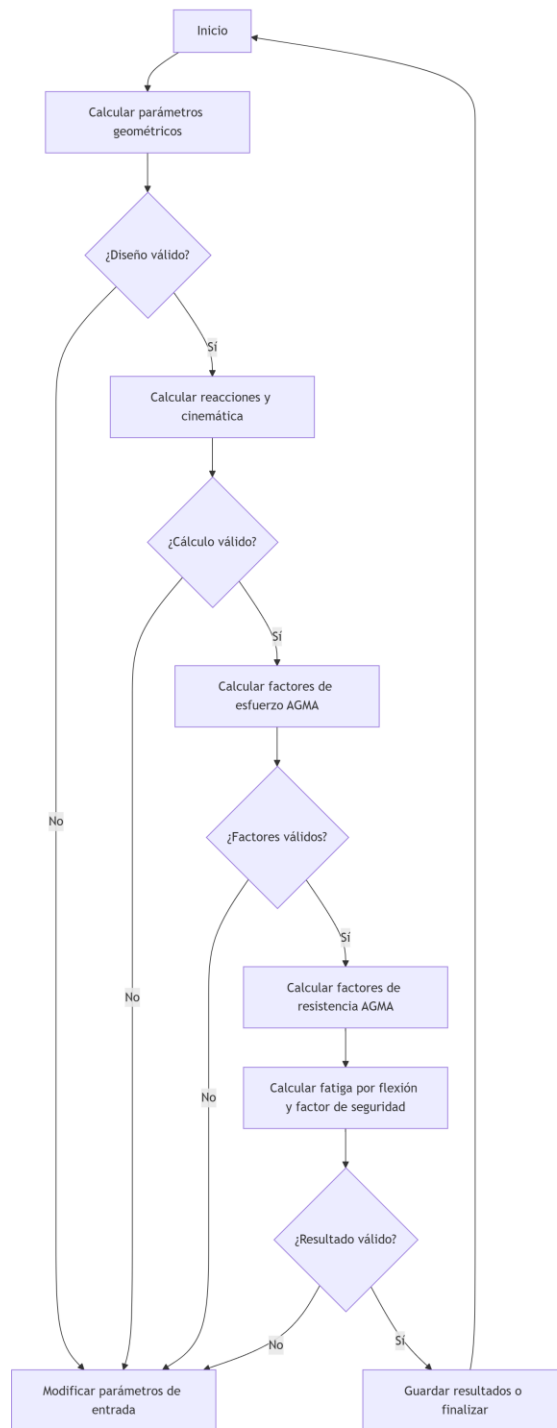 Inicio
Calcular parámetros
geométricos
¿Diseño válido?
Sí
Calcular reacciones y
cinemática
¿Cálculo válido?
Sí
Calcular factores de
esfuerzo AGMA
No
¿Factores válidos?
Sí
No
Calcular factores de
resistencia AGMA
No
Calcular fatiga por flexión
y factor de seguridad
¿Resultado válido?
No
Sí
Modificar parámetros de
entrada
Guardar resultados o
finalizar